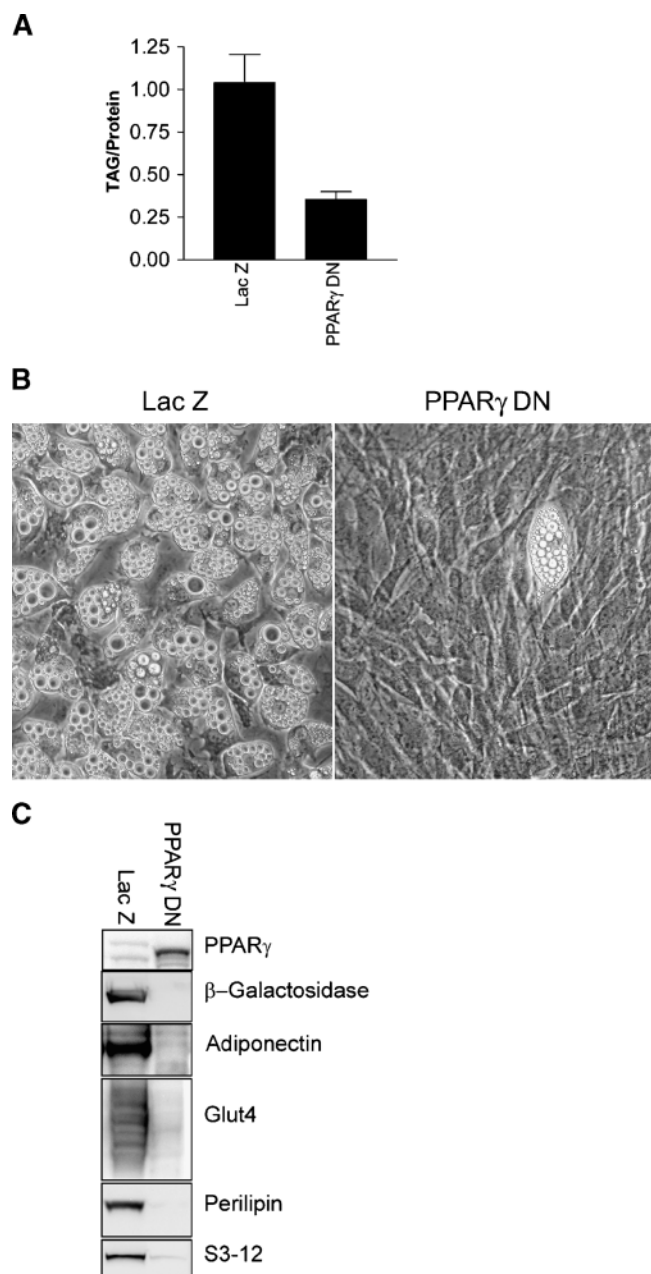 A
1.25
1.00
0.75
0.50
0.25
0.00
TAG/Protein
Lac Z
PPARγ DN
B
Lac Z PPARγ DN
C
Lac Z
PPARγ DN
PPARγ
β–Galactosidase
Adiponectin
Glut4
Perilipin
S3-12